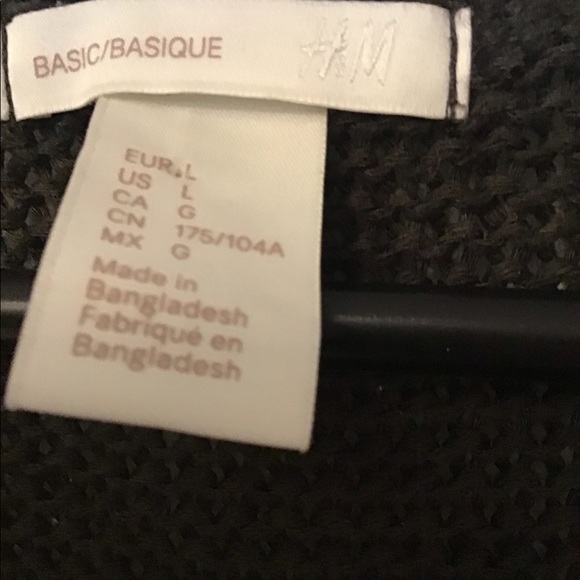 BASIC/BASIQUE H&M
EUR L
US L
CA G
CN 175/104A
MX G
Made in
Bangladesh
Fabriqué en
Bangladesh